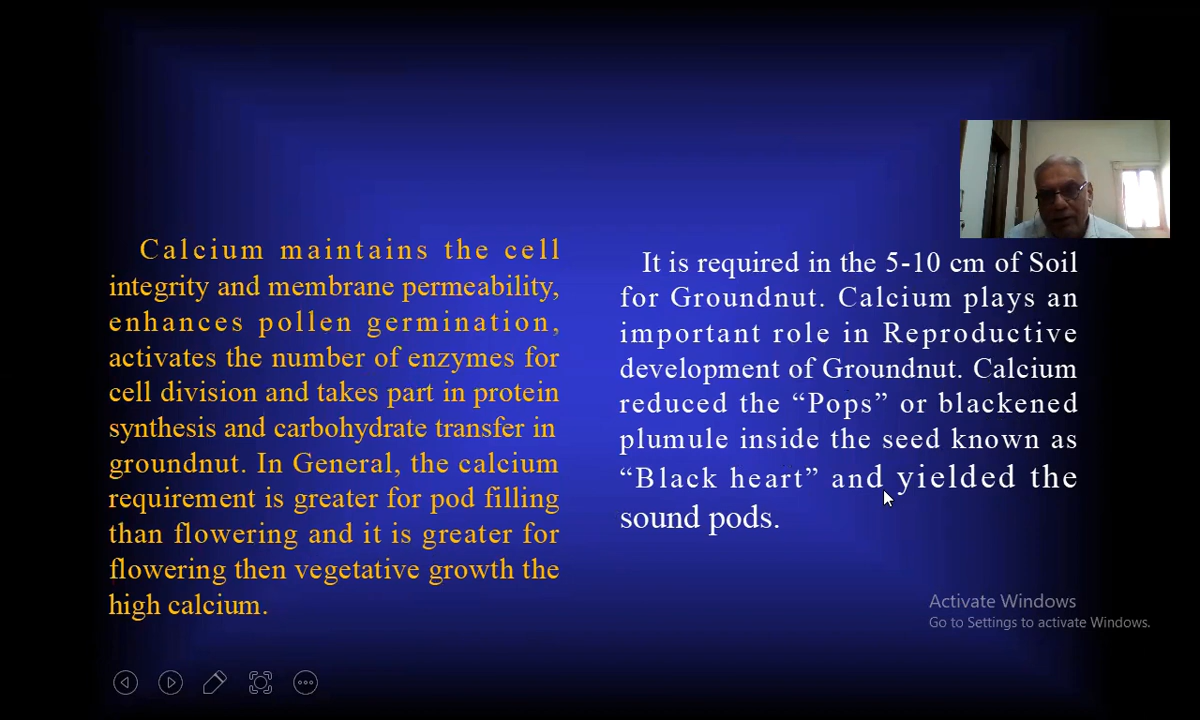 Calcium maintains the cell
integrity and membrane permeability,
enhances pollen germination,
activates the number of enzymes for
cell division and takes part in protein
synthesis and carbohydrate transfer in
groundnut. In General, the calcium
requirement is greater for pod filling
than flowering and it is greater for
flowering then vegetative growth the
high calcium.
It is required in the 5-10 cm of Soil
for Groundnut. Calcium plays an
important role in Reproductive
development of Groundnut. Calcium
reduced the “Pops” or blackened
plumule inside the seed known as
“Black heart” and yielded the
sound pods.
Activate Windows
Go to Settings to activate Windows.